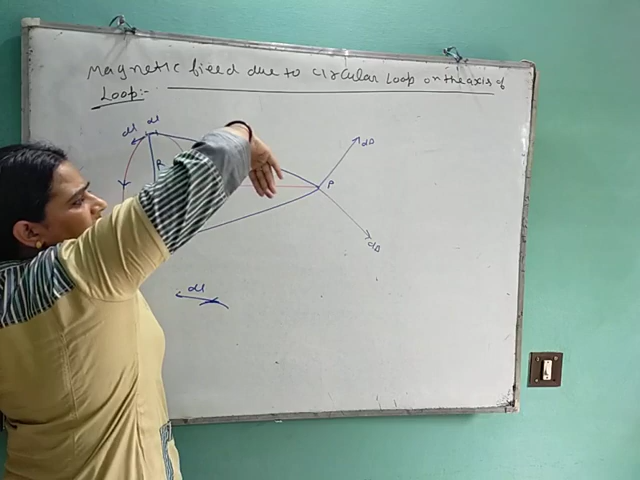 Magnetic field due to circular Loop on the axis of
Loop:-
dl dl
dB
R
P
dB
dl